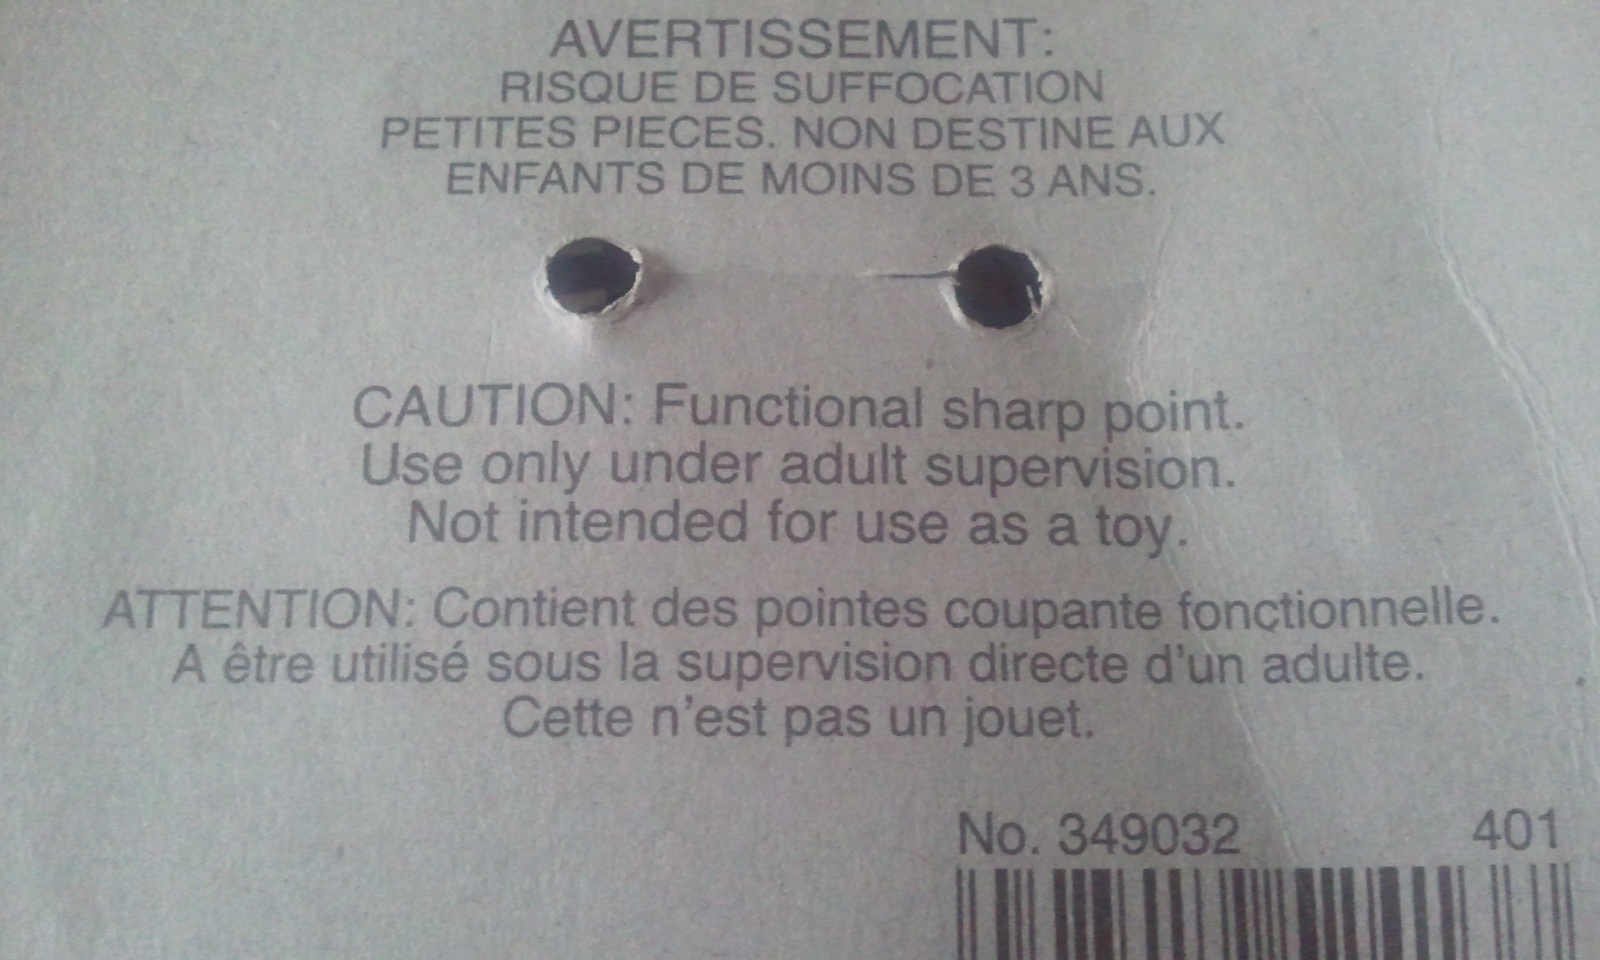 AVERTISSEMENT:
RISQUE DE SUFFOCATION
PETITES PIECES. NON DESTINE AUX
ENFANTS DE MOINS DE 3 ANS.
CAUTION: Functional sharp point.
Use only under adult supervision.
Not intended for use as a toy.
ATTENTION: Contient des pointes coupante fonctionnelle.
A être utilisé sous la supervision directe d'un adulte.
Cette n'est pas un jouet.
No. 349032 401